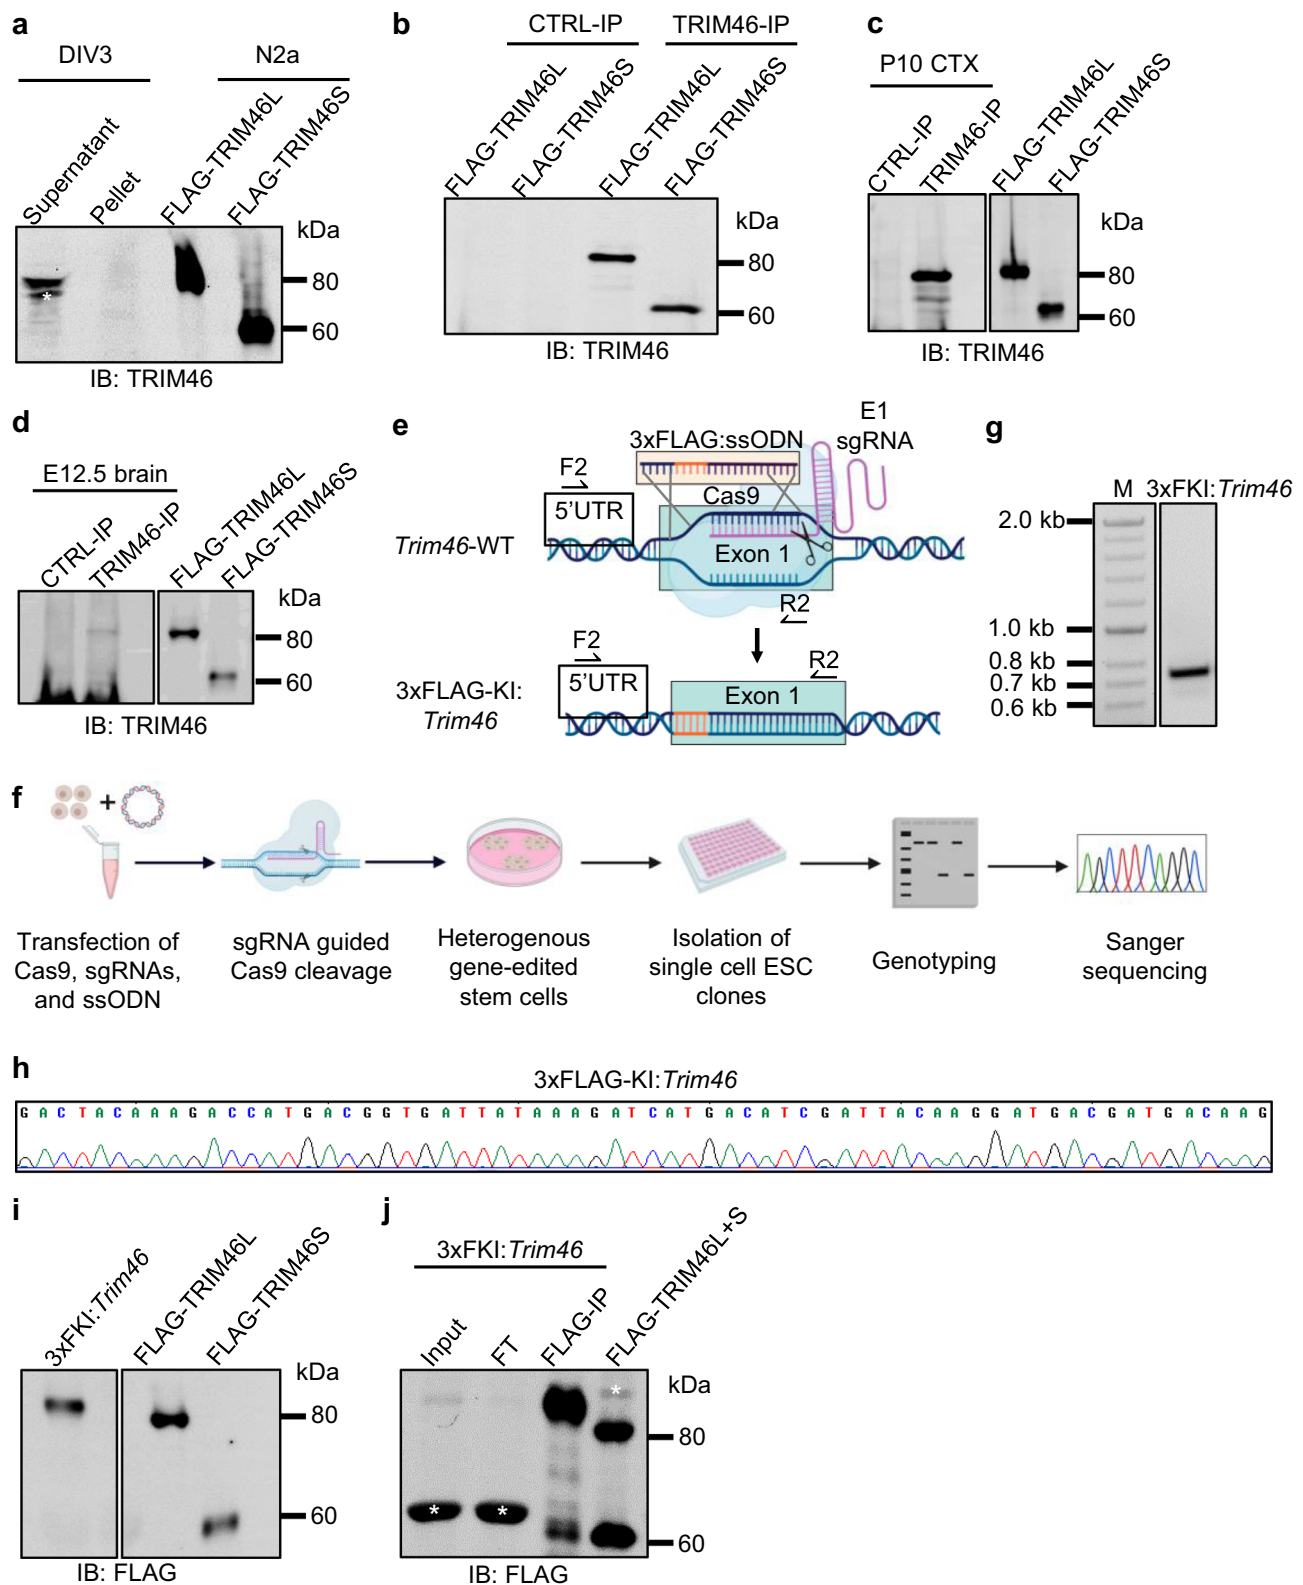 a
DIV3
N2a
Supernatant
Pellet
FLAG-TRIM46L
FLAG-TRIM46S
kDa
80
*
60
IB: TRIM46
b
CTRL-IP
TRIM46-IP
FLAG-TRIM46L
FLAG-TRIM46S
FLAG-TRIM46L
FLAG-TRIM46S
kDa
80
60
IB: TRIM46
c
P10 CTX
CTRL-IP
TRIM46-IP
FLAG-TRIM46L
FLAG-TRIM46S
kDa
80
60
IB: TRIM46
d
E12.5 brain
CTRL-IP
TRIM46-IP
FLAG-TRIM46L
FLAG-TRIM46S
kDa
80
60
IB: TRIM46
e
E1
sgRNA
3xFLAG:ssODN
F2
Cas9
5'UTR
Trim46-WT
Exon 1
R2
F2
R2
5'UTR
Exon 1
3xFLAG-KI:
Trim46
g
M
3xFKI:Trim46
2.0 kb
1.0 kb
0.8 kb
0.7 kb
0.6 kb
f
+
Transfection of
Cas9, sgRNAs,
and ssODN
sgRNA guided
Cas9 cleavage
Heterogenous
gene-edited
stem cells
Isolation of
single cell ESC
clones
Genotyping
Sanger
sequencing
h
3xFLAG-KI:Trim46
G A C T A C A A A G A C C A T G A C G G T G A T T A T A A A G A T C A T G A C A T C G A T T A C A A G G A T G A C G A T G A C A A G
i
3xFKI:Trim46
FLAG-TRIM46L
FLAG-TRIM46S
kDa
80
60
IB: FLAG
j
3xFKI:Trim46
Input
FT
FLAG-IP
FLAG-TRIM46L+S
kDa
*
80
* *
60
IB: FLAG